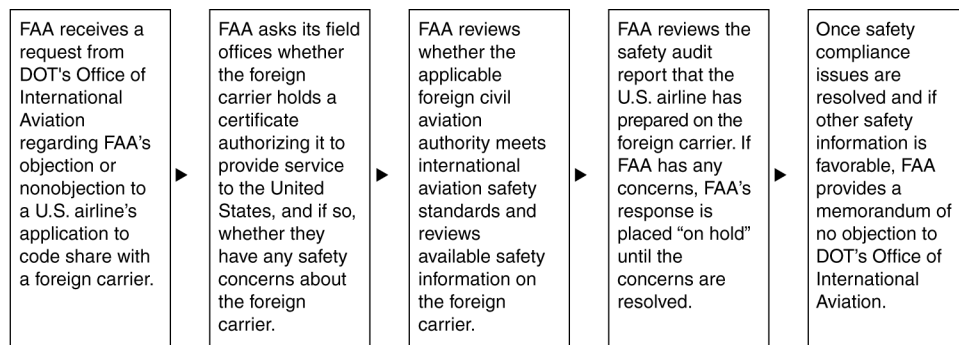 FAA receives a
request from
DOT's Office of
International
Aviation
regarding FAA's
objection or
nonobjection to
a U.S. airline's
application to
code share with
a foreign carrier.
FAA asks its field
offices whether
the foreign
carrier holds a
certificate
authorizing it to
provide service
to the United
States, and if so,
whether they
have any safety
concerns about
the foreign
carrier.
FAA reviews
whether the
applicable
foreign civil
aviation
authority meets
international
aviation safety
standards and
reviews
available safety
information on
the foreign
carrier.
FAA reviews the
safety audit
report that the
U.S. airline has
prepared on the
foreign carrier. If
FAA has any
concerns, FAA's
response is
placed “on hold”
until the
concerns are
resolved.
Once safety
compliance
issues are
resolved and if
other safety
information is
favorable, FAA
provides a
memorandum of
no objection to
DOT's Office of
International
Aviation.